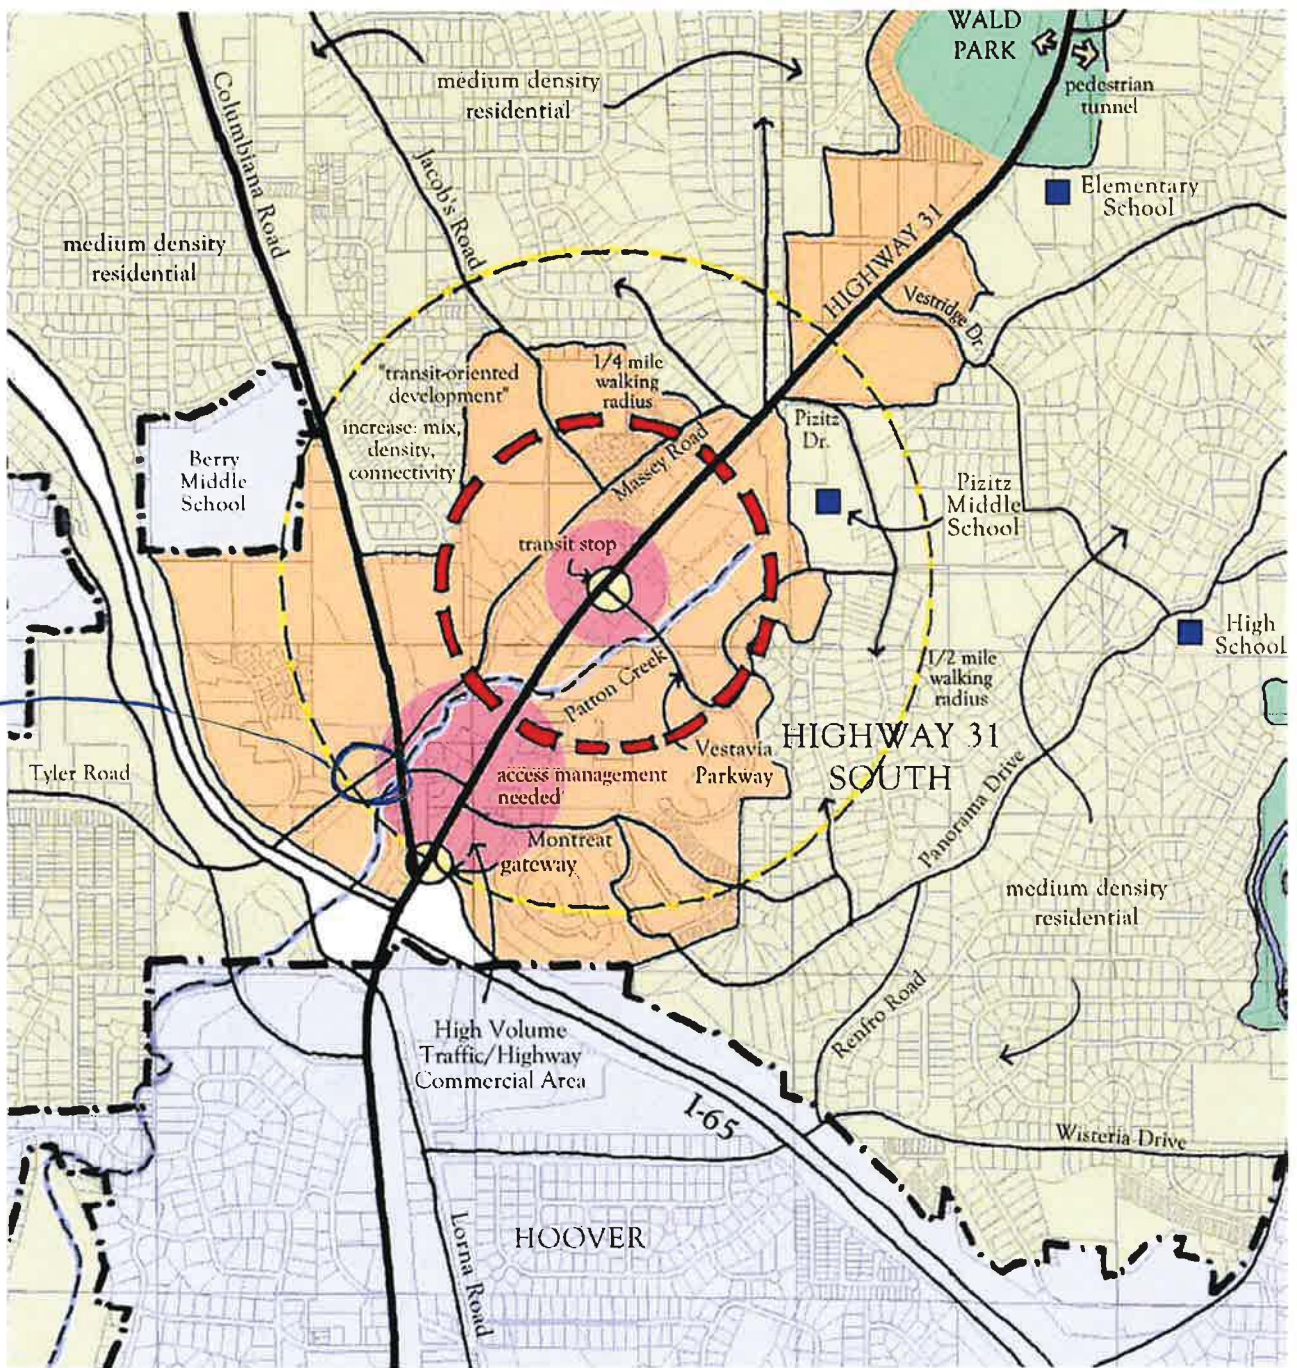 WALD
PARK
pedestrian
tunnel
medium density
residential
Columbiana Road
Jacob's Road
Elementary
School
medium density
residential
HIGHWAY 31
Vestridge Dr.
"transit-oriented
development"
increase: mix,
density,
connectivity
1/4 mile
walking
radius
Massey Road
Pizitz
Dr.
Berry
Middle
School
Pizitz
Middle
School
transit stop
High
School
1/2 mile
walking
radius
Patton Creek
Vestavia
Parkway
HIGHWAY 31
SOUTH
Tyler Road
access management
needed
Panorama Drive
Montreat
gateway
medium density
residential
Renfro Road
High Volume
Traffic/Highway
Commercial Area
I-65
Wisteria Drive
HOOVER
Lorna Road